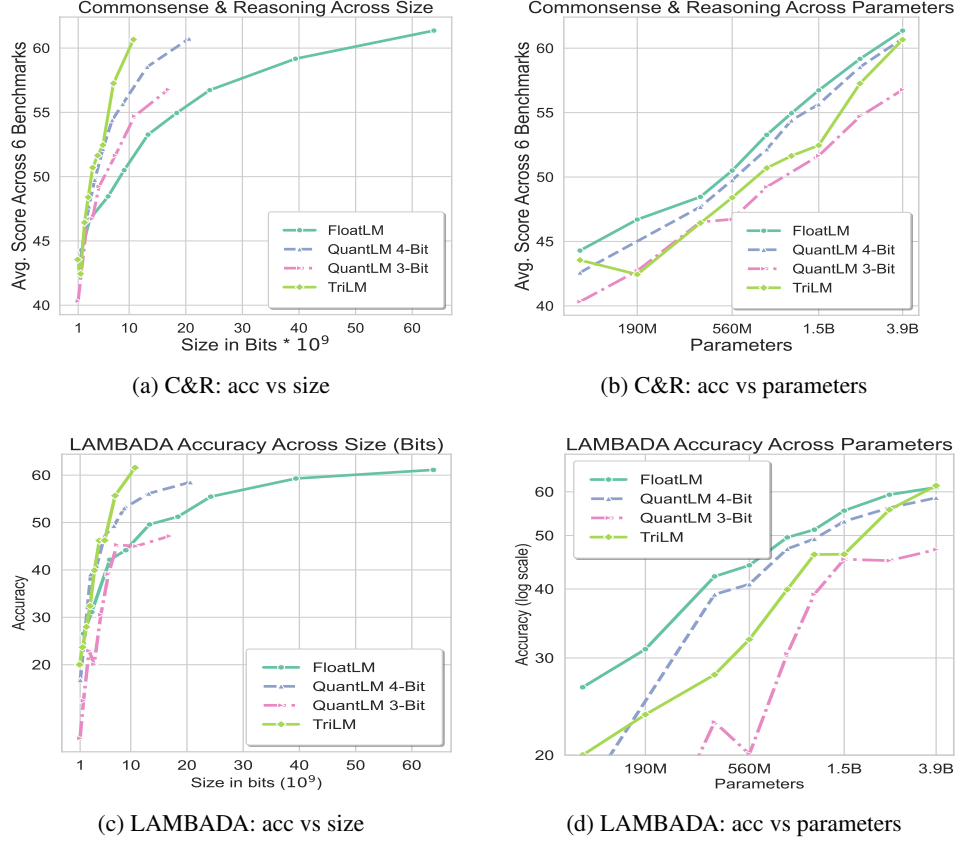 Commonsense & Reasoning Across Size
Avg. Score Across 6 Benchmarks
60
55
50
45
40
FloatLM
QuantLM 4-Bit
QuantLM 3-Bit
TriLM
1 10 20 30 40 50 60
Size in Bits * 10⁹
(a) C&R: acc vs size
Commonsense & Reasoning Across Parameters
Avg. Score Across 6 Benchmarks
60
55
50
45
40
FloatLM
QuantLM 4-Bit
QuantLM 3-Bit
TriLM
190M 560M 1.5B 3.9B
Parameters
(b) C&R: acc vs parameters
LAMBADA Accuracy Across Size (Bits)
Accuracy
60
50
40
30
20
FloatLM
QuantLM 4-Bit
QuantLM 3-Bit
TriLM
1 10 20 30 40 50 60
Size in bits (10⁹)
(c) LAMBADA: acc vs size
LAMBADA Accuracy Across Parameters
Accuracy (log scale)
60
50
40
30
20
FloatLM
QuantLM 4-Bit
QuantLM 3-Bit
TriLM
190M 560M 1.5B 3.9B
Parameters
(d) LAMBADA: acc vs parameters